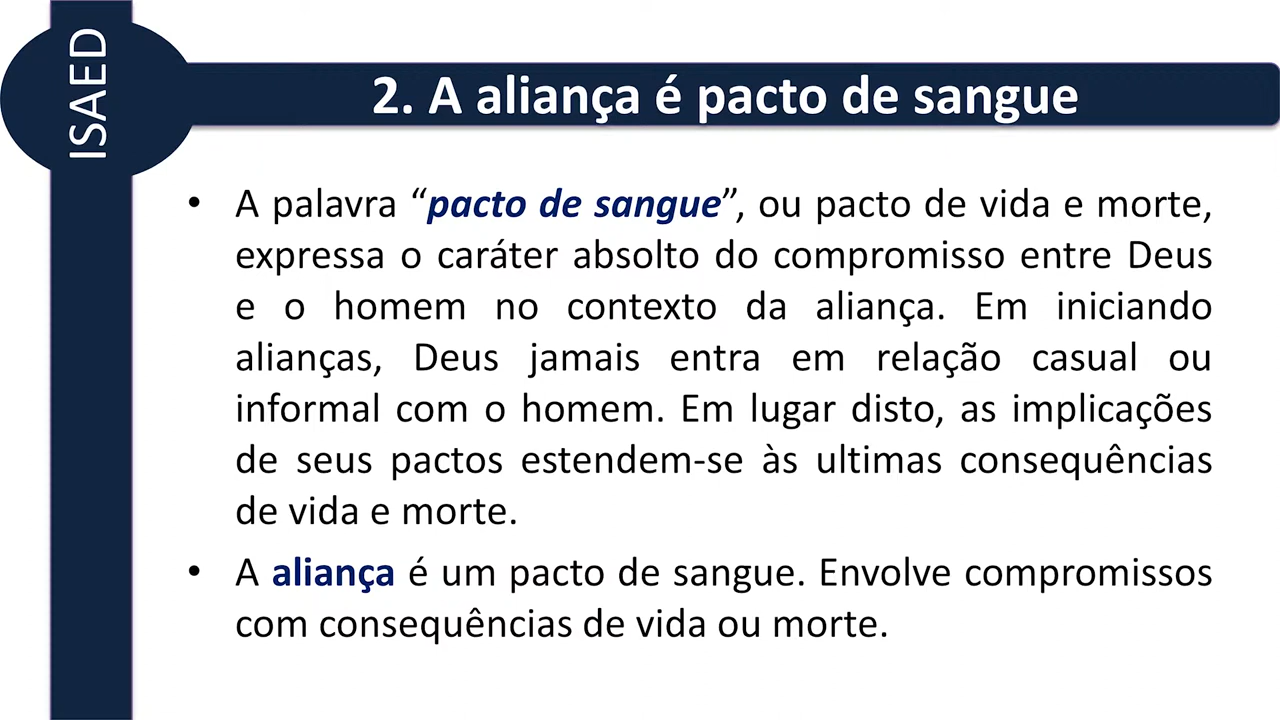 ISAED
2. A aliança é pacto de sangue
• A palavra “pacto de sangue”, ou pacto de vida e morte,
expressa o caráter absolto do compromisso entre Deus
e o homem no contexto da aliança. Em iniciando
alianças, Deus jamais entra em relação casual ou
informal com o homem. Em lugar disto, as implicações
de seus pactos estendem-se às ultimas consequências
de vida e morte.
• A aliança é um pacto de sangue. Envolve compromissos
com consequências de vida ou morte.